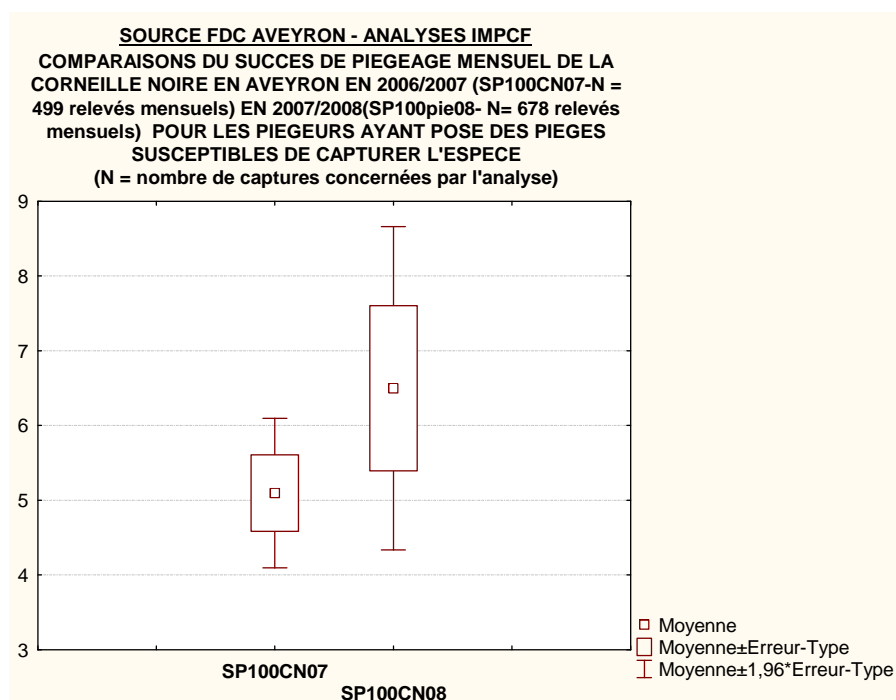 SOURCE FDC AVEYRON - ANALYSES IMPCF
COMPARAISONS DU SUCCES DE PIEGEAGE MENSUEL DE LA
CORNEILLE NOIRE EN AVEYRON EN 2006/2007 (SP100CN07-N =
499 relevés mensuels) EN 2007/2008(SP100pie08- N= 678 relevés
mensuels) POUR LES PIEGEURS AYANT POSE DES PIEGES
SUSCEPTIBLES DE CAPTURER L'ESPECE
(N = nombre de captures concernées par l'analyse)
9
8
7
6
5
4
3
SP100CN07
SP100CN08
Moyenne
Moyenne±Erreur-Type
Moyenne±1,96*Erreur-Type